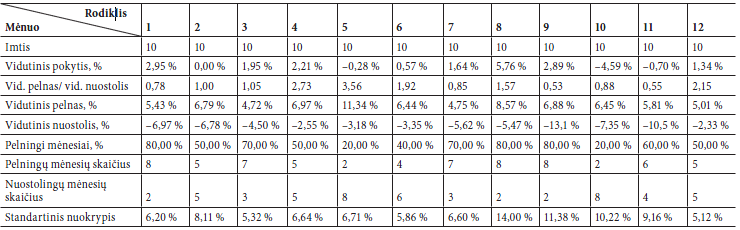 Rodiklis
Mėnuo 1 2 3 4 5 6 7 8 9 10 11 12
Imtis 10 10 10 10 10 10 10 10 10 10 10 10
Vidutinis pokytis, % 2,95 % 0,00 % 1,95 % 2,21 % –0,28 % 0,57 % 1,64 % 5,76 % 2,89 % –4,59 % –0,70 % 1,34 %
Vid. pelnas/ vid. nuostolis 0,78 1,00 1,05 2,73 3,56 1,92 0,85 1,57 0,53 0,88 0,55 2,15
Vidutinis pelnas, % 5,43 % 6,79 % 4,72 % 6,97 % 11,34 % 6,44 % 4,75 % 8,57 % 6,88 % 6,45 % 5,81 % 5,01 %
Vidutinis nuostolis, % –6,97 % –6,78 % –4,50 % –2,55 % –3,18 % –3,35 % –5,62 % –5,47 % –13,1 % –7,35 % –10,5 % –2,33 %
Pelningi mėnesiai, % 80,00 % 50,00 % 70,00 % 50,00 % 20,00 % 40,00 % 70,00 % 80,00 % 80,00 % 20,00 % 60,00 % 50,00 %
Pelningų mėnesių skaičius 8 5 7 5 2 4 7 8 8 2 6 5
Nuostolingų mėnesių
skaičius 2 5 3 5 8 6 3 2 2 8 4 5
Standartinis nuokrypis 6,20 % 8,11 % 5,32 % 6,64 % 6,71 % 5,86 % 6,60 % 14,00 % 11,38 % 10,22 % 9,16 % 5,12 %